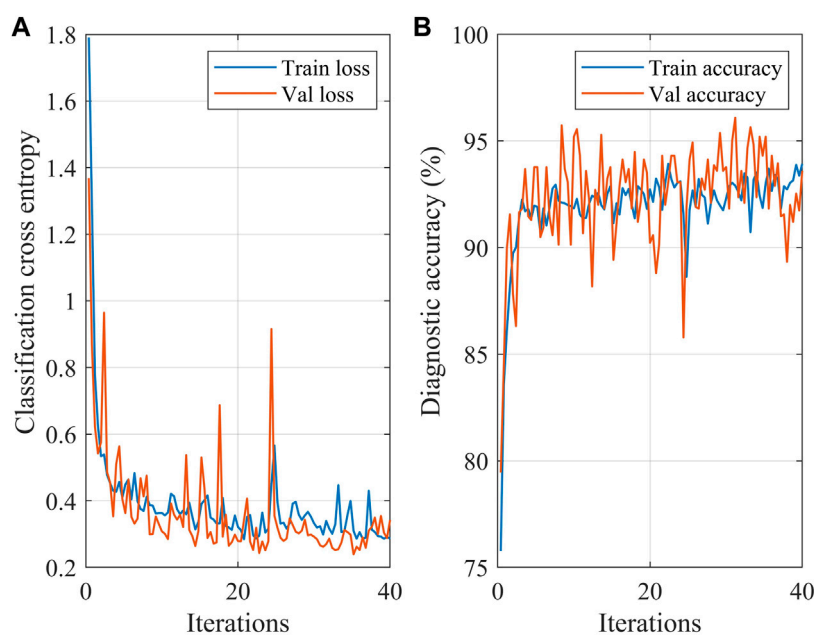 A
1.8
1.6
1.4
1.2
1
0.8
0.6
0.4
0.2
0
20
40
Iterations
Classification cross entropy
Train loss
Val loss
B
100
95
90
85
80
75
0
20
40
Iterations
Diagnostic accuracy (%)
Train accuracy
Val accuracy